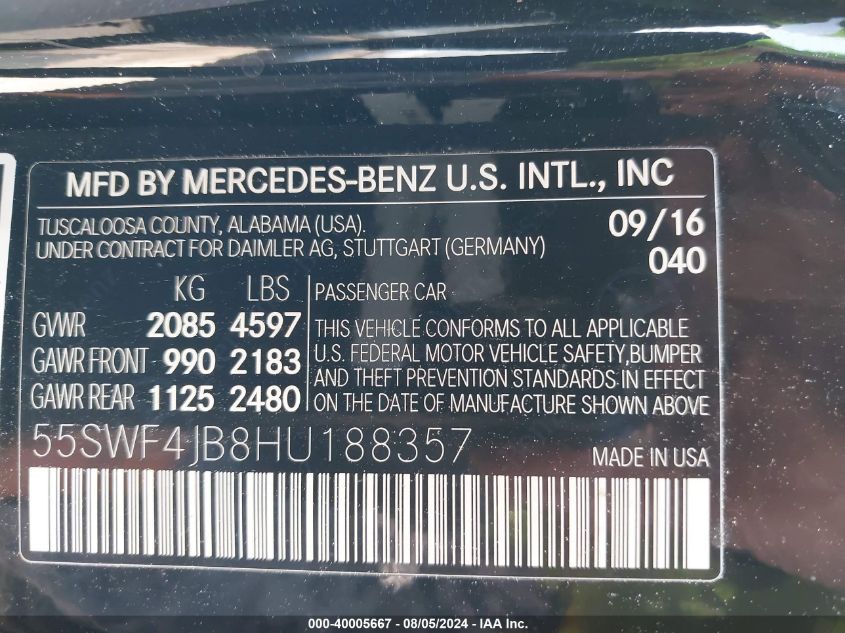 MFD BY MERCEDES-BENZ U.S. INTL., INC
TUSCALOOSA COUNTY, ALABAMA (USA). 09/16
UNDER CONTRACT FOR DAIMLER AG, STUTTGART (GERMANY) 040
KG LBS PASSENGER CAR
GVWR 2085 4597 THIS VEHICLE CONFORMS TO ALL APPLICABLE
GAWR FRONT 990 2183 U.S. FEDERAL MOTOR VEHICLE SAFETY,BUMPER
AND THEFT PREVENTION STANDARDS IN EFFECT
GAWR REAR 1125 2480 ON THE DATE OF MANUFACTURE SHOWN ABOVE.
55SWF4JB8HU188357 MADE IN USA
000-40005667 - 08/05/2024 - IAA Inc.